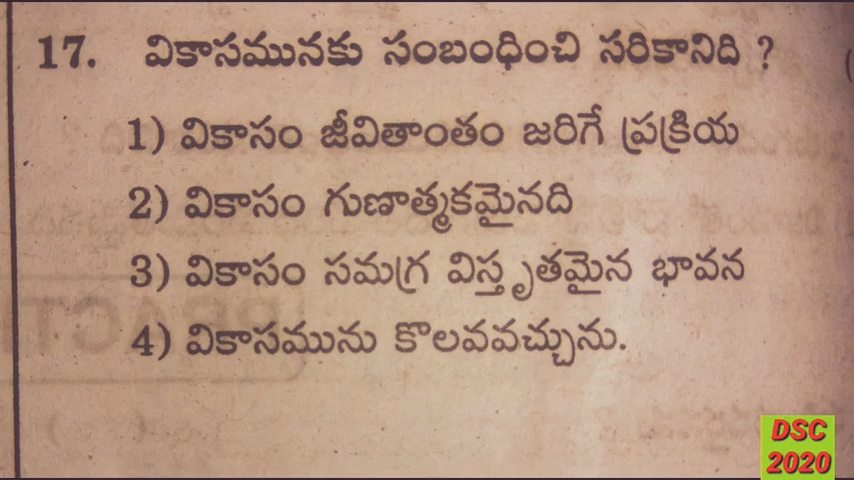 17. వికాసమునకు సంబంధించి సరికానిది ?
1) వికాసం జీవితాంతం జరిగే ప్రక్రియ
2) వికాసం గుణాత్మకమైనది
3) వికాసం సమగ్ర విస్తృతమైన భావన
4) వికాసమును కొలవవచ్చును.
DSC
2020